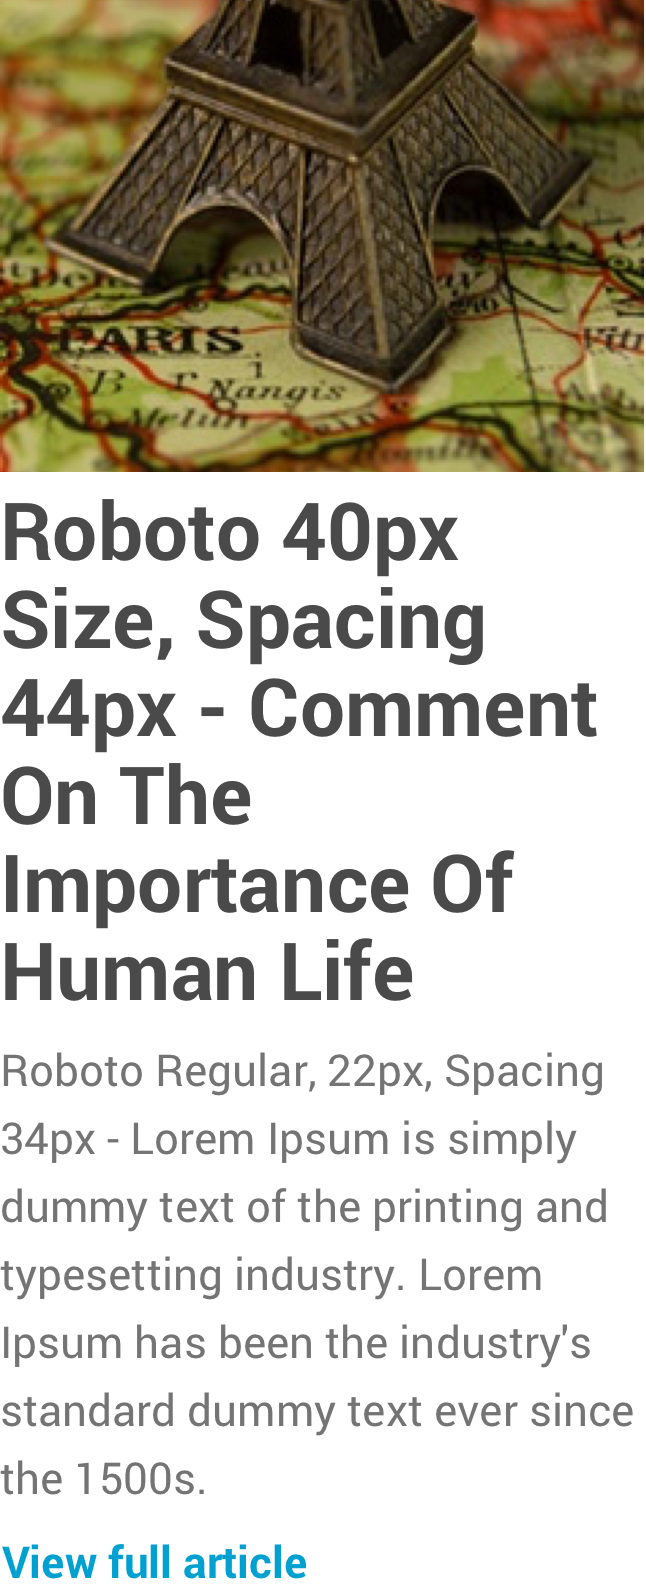 PARIS
Nangis
Melun
Romilly
Roboto 40px
Size, Spacing
44px - Comment
On The
Importance Of
Human Life
Roboto Regular, 22px, Spacing
34px - Lorem Ipsum is simply
dummy text of the printing and
typesetting industry. Lorem
Ipsum has been the industry's
standard dummy text ever since
the 1500s.
View full article